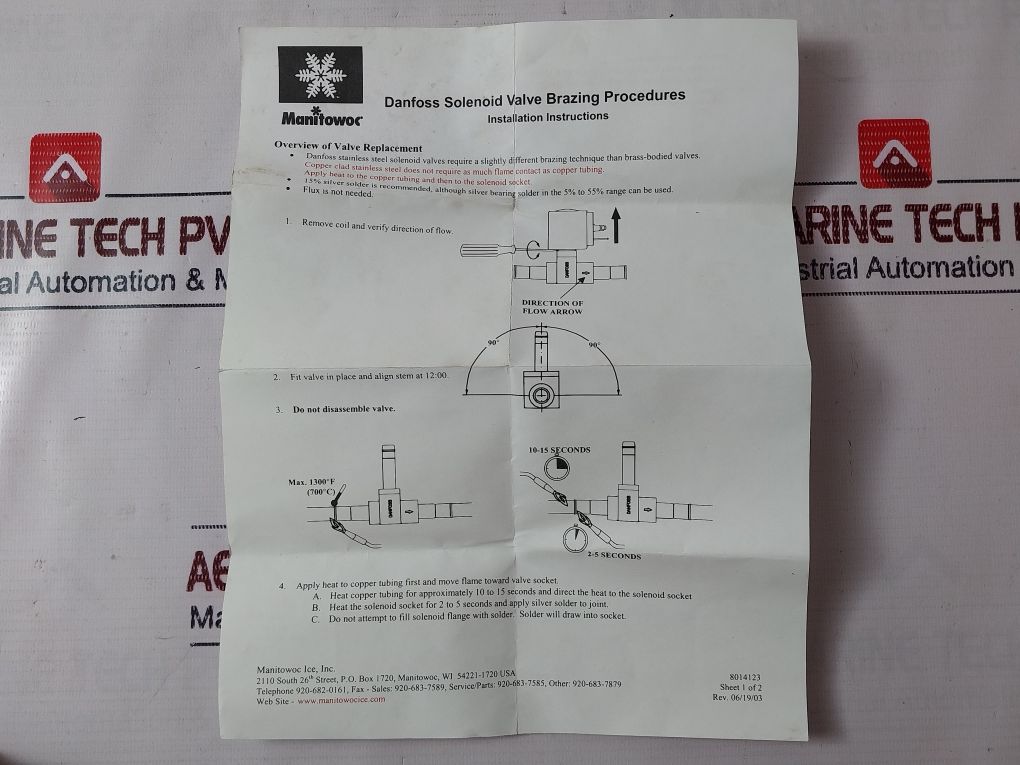 Manitowoc
Danfoss Solenoid Valve Brazing Procedures
Installation Instructions
Overview of Valve Replacement
• Danfoss stainless steel solenoid valves require a slightly different brazing technique than brass-bodied valves.
Copper clad stainless steel does not require as much flame contact as copper tubing.
Apply heat to the copper tubing and then to the solenoid socket.
• 15% silver solder is recommended, although silver bearing solder in the 5% to 55% range can be used.
• Flux is not needed.
1. Remove coil and verify direction of flow.
DANFOSS
DIRECTION OF
FLOW ARROW
90°
90°
2. Fit valve in place and align stem at 12:00.
3. Do not disassemble valve.
Max. 1300°F
(700°C)
DANFOSS
10-15 SECONDS
DANFOSS
2-5 SECONDS
4. Apply heat to copper tubing first and move flame toward valve socket.
A. Heat copper tubing for approximately 10 to 15 seconds and direct the heat to the solenoid socket
B. Heat the solenoid socket for 2 to 5 seconds and apply silver solder to joint.
C. Do not attempt to fill solenoid flange with solder. Solder will draw into socket.
Manitowoc Ice, Inc.
2110 South 26th Street, P.O. Box 1720, Manitowoc, WI 54221-1720 USA
Telephone 920-682-0161, Fax - Sales: 920-683-7589, Service/Parts: 920-683-7585, Other: 920-683-7879
Web Site - www.manitowocice.com
8014123
Sheet 1 of 2
Rev. 06/19/03
INE TECH PV
al Automation & M
ARINE TECH
strial Automation
AE
Ma